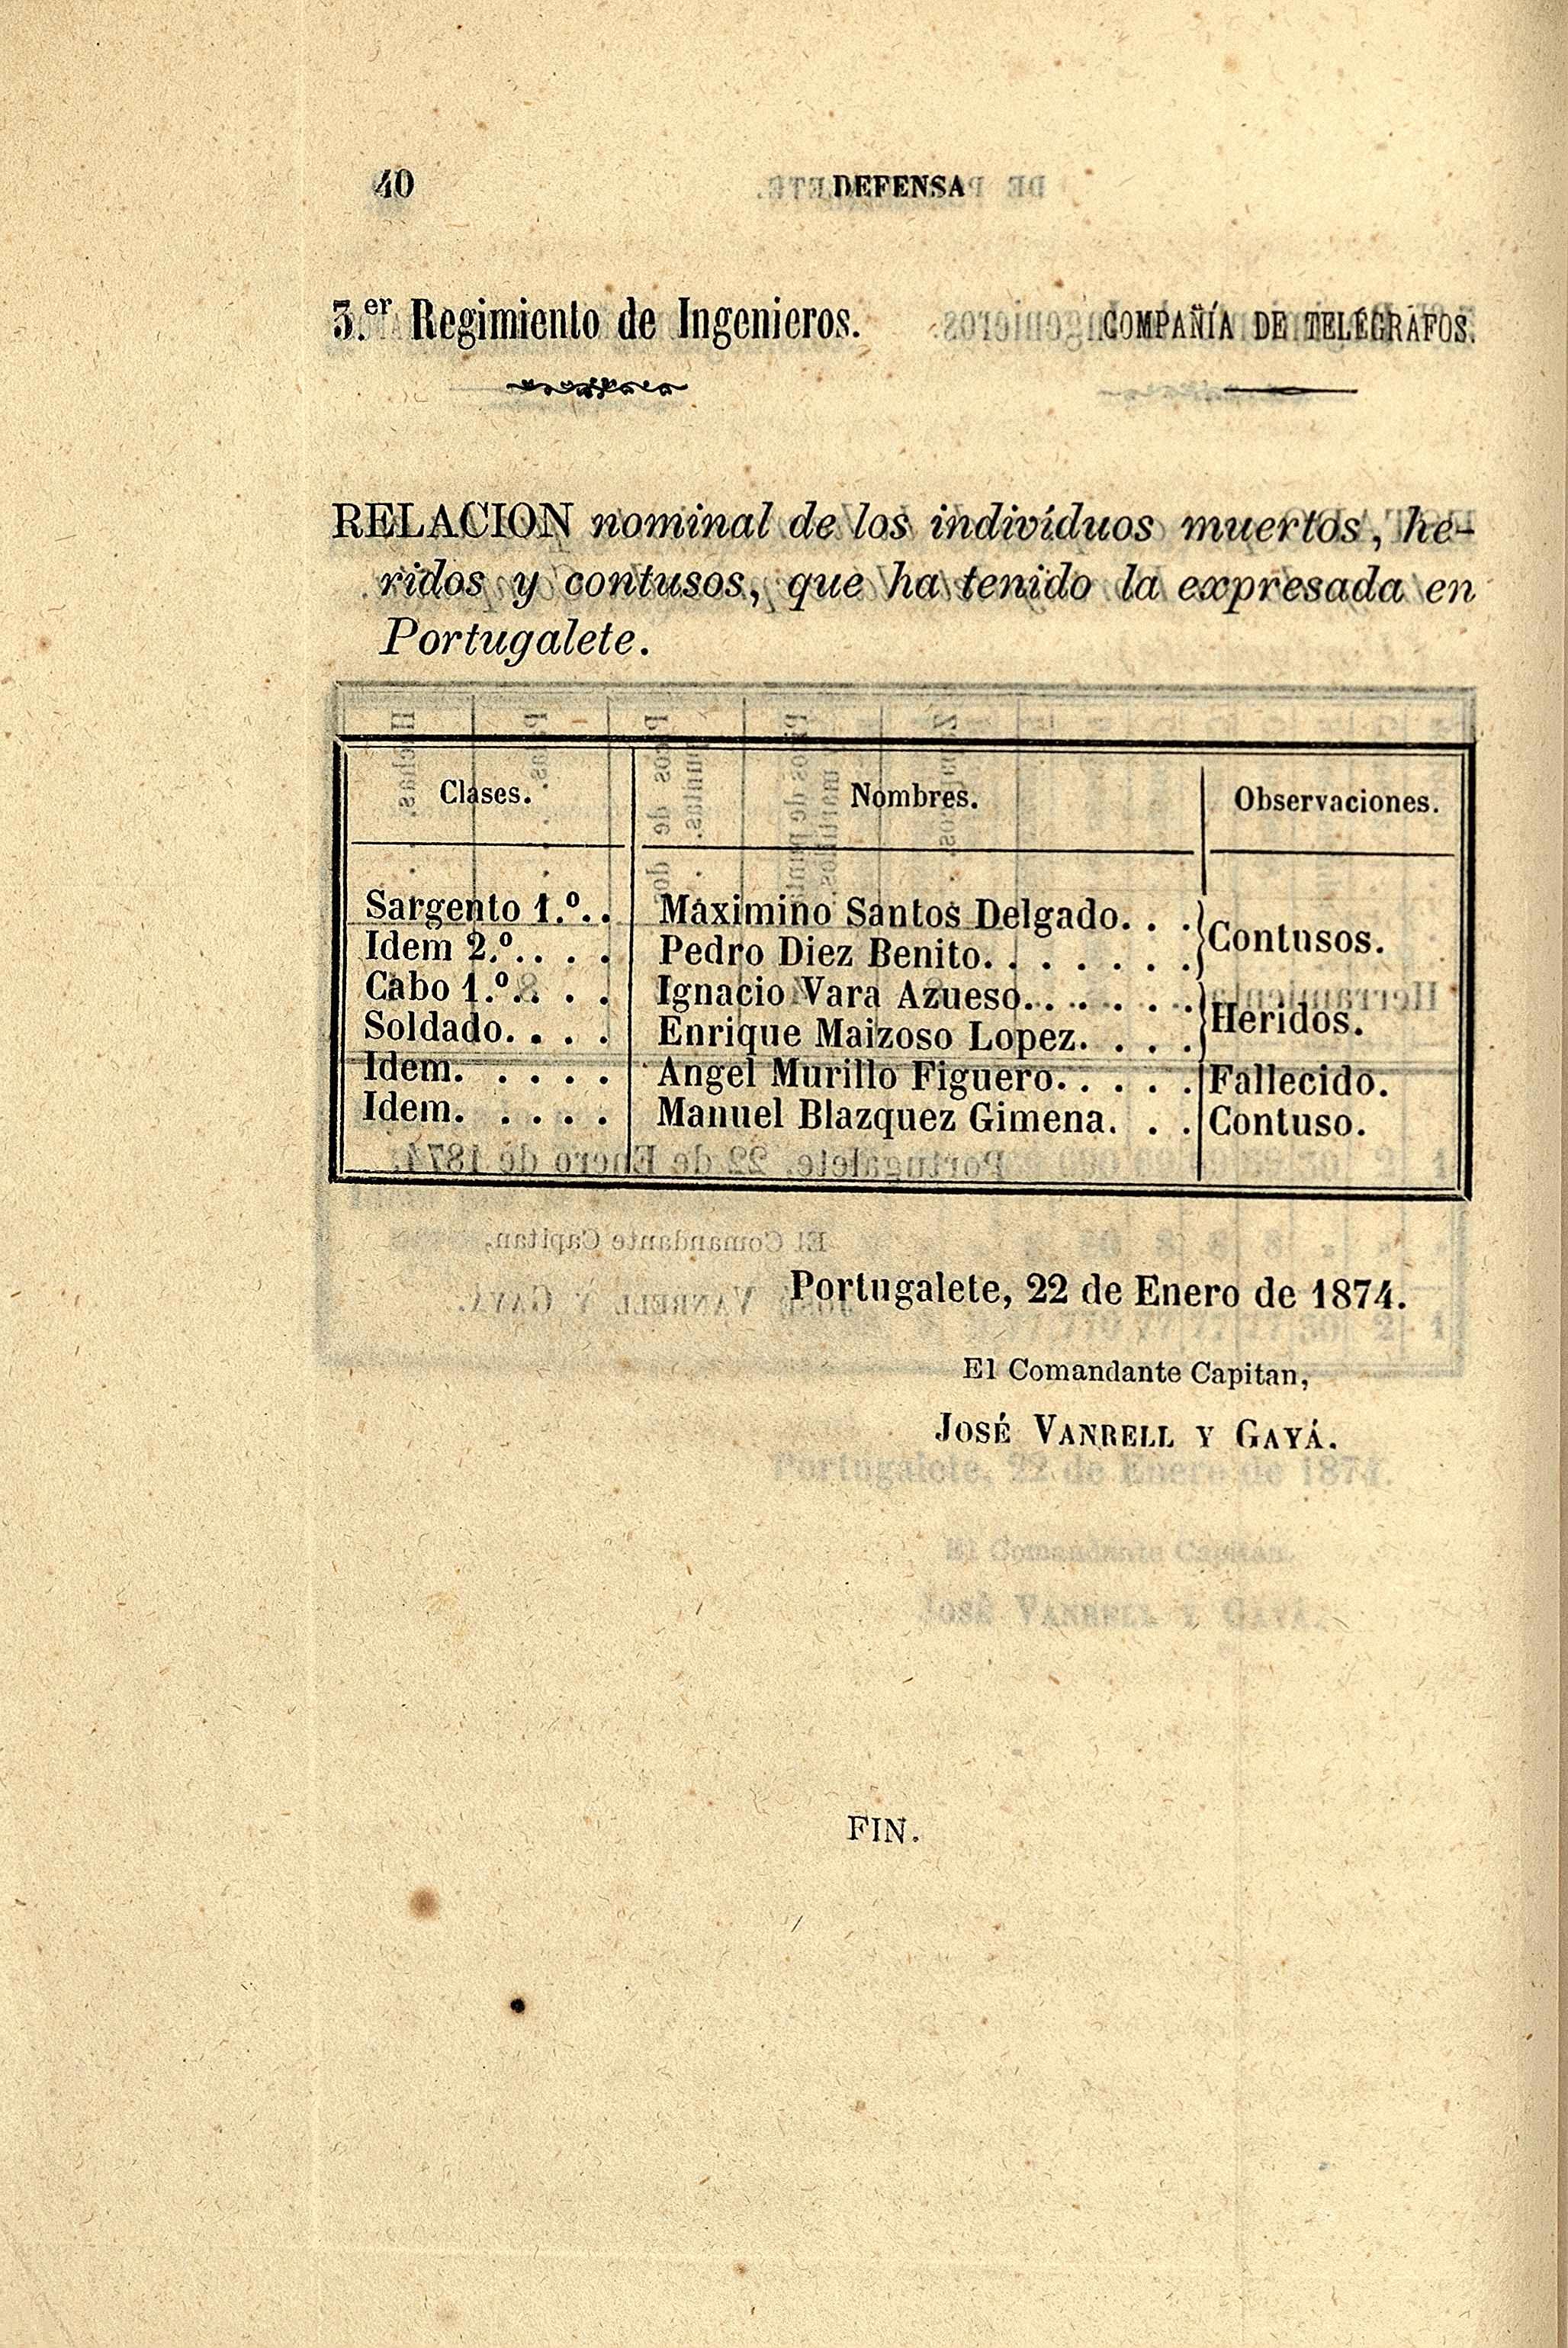 40 DEFENSA
3.er Regimiento de Ingenieros. COMPAÑÍA DE TELÉGRAFOS.
RELACION nominal de los indivíduos muertos, he-
ridos y contusos, que ha tenido la expresada en
Portugalete.
Clases. Nombres. Observaciones.
Sargento 1.º. . Maximino Santos Delgado. . . Contusos.
Idem 2.º. . . . Pedro Diez Benito. . . . . . .
Cabo 1.º. . . . Ignacio Vara Azueso. . . . . . Heridos.
Soldado. . . . Enrique Maizoso Lopez. . . .
Idem. . . . . Angel Murillo Figuero. . . . . Fallecido.
Idem. . . . . Manuel Blazquez Gimena. . . Contuso.
Portugalete, 22 de Enero de 1874.
El Comandante Capitan,
JOSÉ VANRELL Y GAYÁ.
FIN.